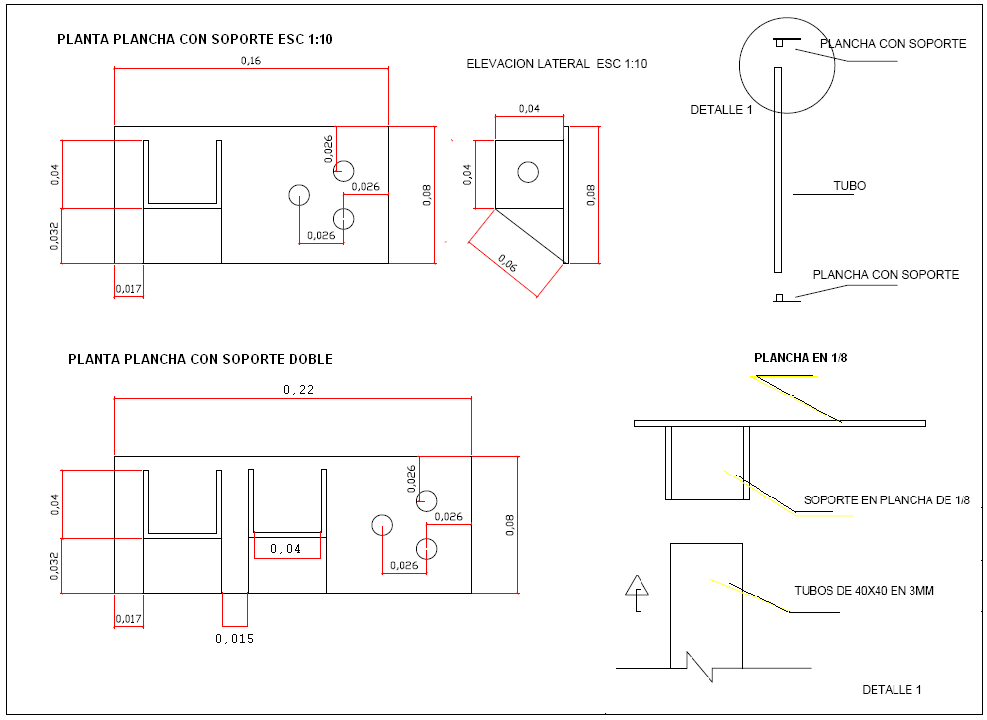 PLANTA PLANCHA CON SOPORTE ESC 1:10
0,16
0,026
0,04
0,026
0,08
0,032
0,026
0,017
ELEVACION LATERAL ESC 1:10
0,04
0,04
0,08
0,06
PLANCHA CON SOPORTE
DETALLE 1
TUBO
PLANCHA CON SOPORTE
PLANTA PLANCHA CON SOPORTE DOBLE
0,22
0,026
0,04
0,026
0,08
0,04
0,032
0,026
0,017
0,015
PLANCHA EN 1/8
SOPORTE EN PLANCHA DE 1/8
TUBOS DE 40X40 EN 3MM
DETALLE 1